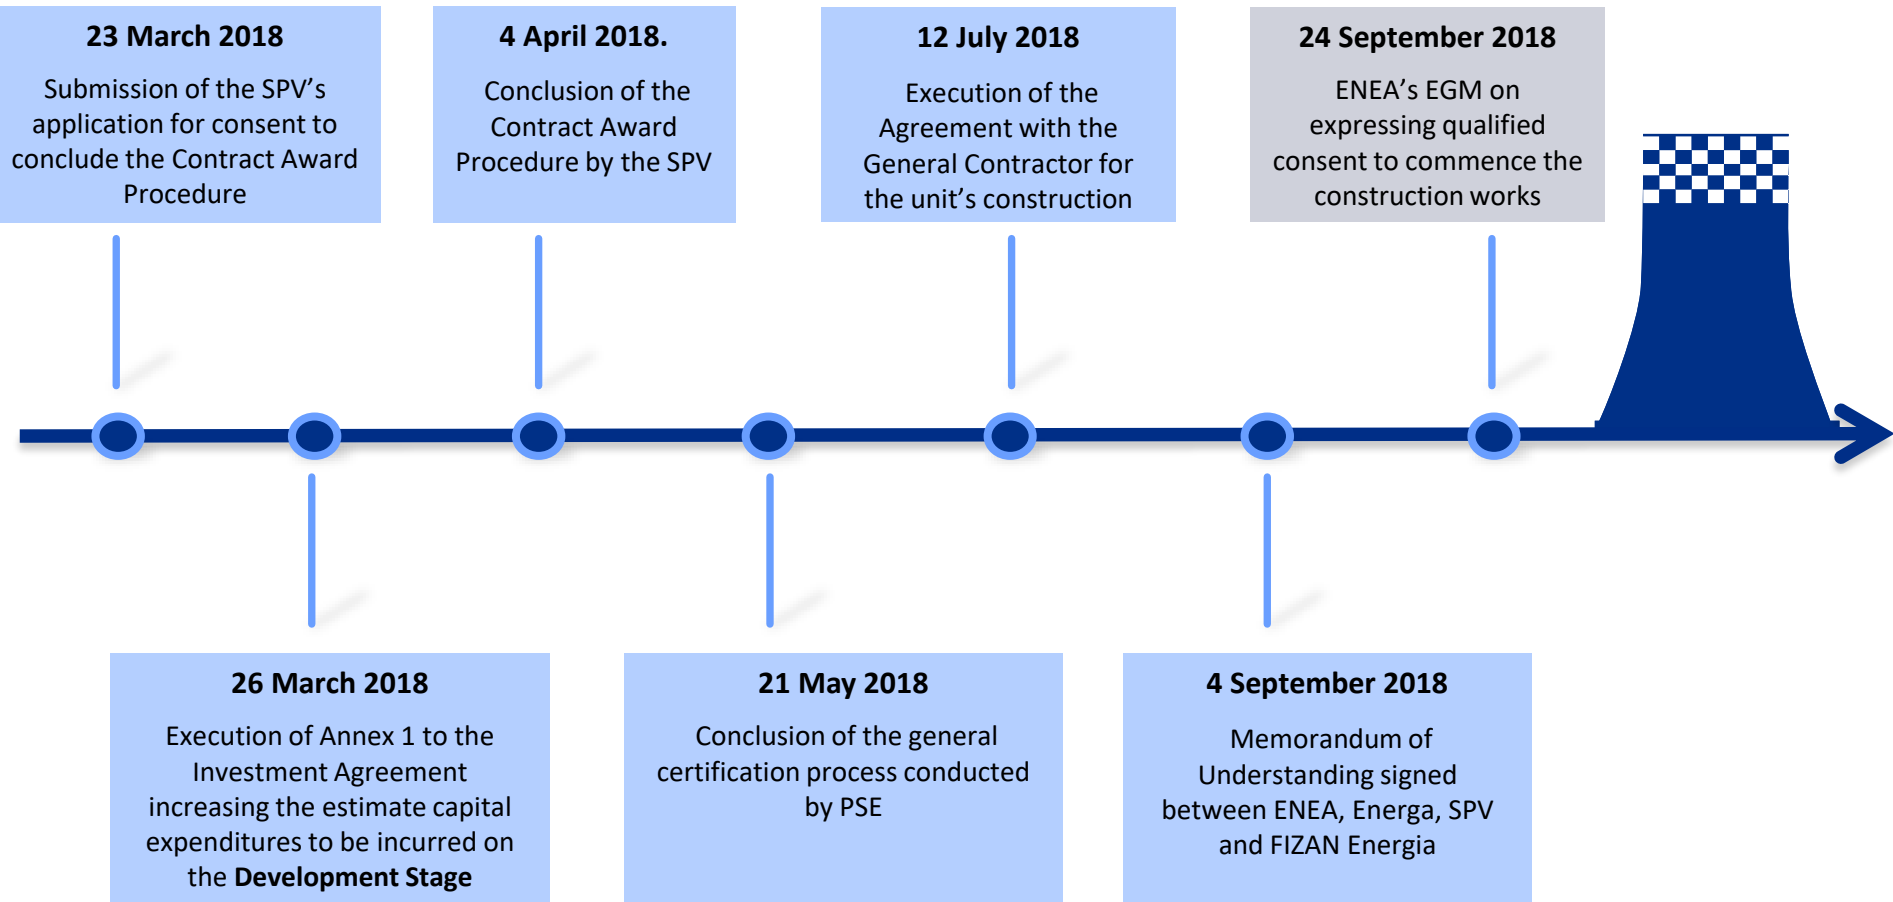 23 March 2018
Submission of the SPV's
application for consent to
conclude the Contract Award
Procedure
4 April 2018.
Conclusion of the
Contract Award
Procedure by the SPV
12 July 2018
Execution of the
Agreement with the
General Contractor for
the unit's construction
24 September 2018
ENEA's EGM on
expressing qualified
consent to commence the
construction works
26 March 2018
Execution of Annex 1 to the
Investment Agreement
increasing the estimate capital
expenditures to be incurred on
the Development Stage
21 May 2018
Conclusion of the general
certification process conducted
by PSE
4 September 2018
Memorandum of
Understanding signed
between ENEA, Energa, SPV
and FIZAN Energia